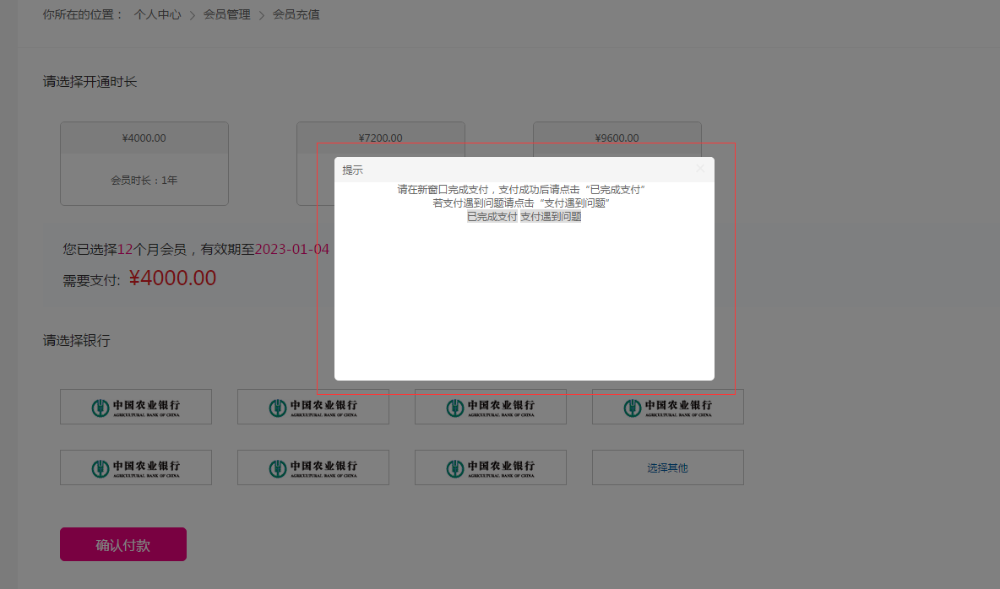 你所在的位置： 个人中心 > 会员管理 > 会员充值
请选择开通时长
¥4000.00 ¥7200.00 ¥9600.00
会员时长：1年
提示 ×
请在新窗口完成支付，支付成功后请点击“已完成支付”
若支付遇到问题请点击“支付遇到问题”
已完成支付 支付遇到问题
您已选择12个月会员，有效期至2023-01-04
需要支付: ¥4000.00
请选择银行
中国农业银行 中国农业银行 中国农业银行 中国农业银行
AGRICULTURAL BANK OF CHINA AGRICULTURAL BANK OF CHINA AGRICULTURAL BANK OF CHINA AGRICULTURAL BANK OF CHINA
中国农业银行 中国农业银行 中国农业银行 选择其他
AGRICULTURAL BANK OF CHINA AGRICULTURAL BANK OF CHINA AGRICULTURAL BANK OF CHINA
确认付款